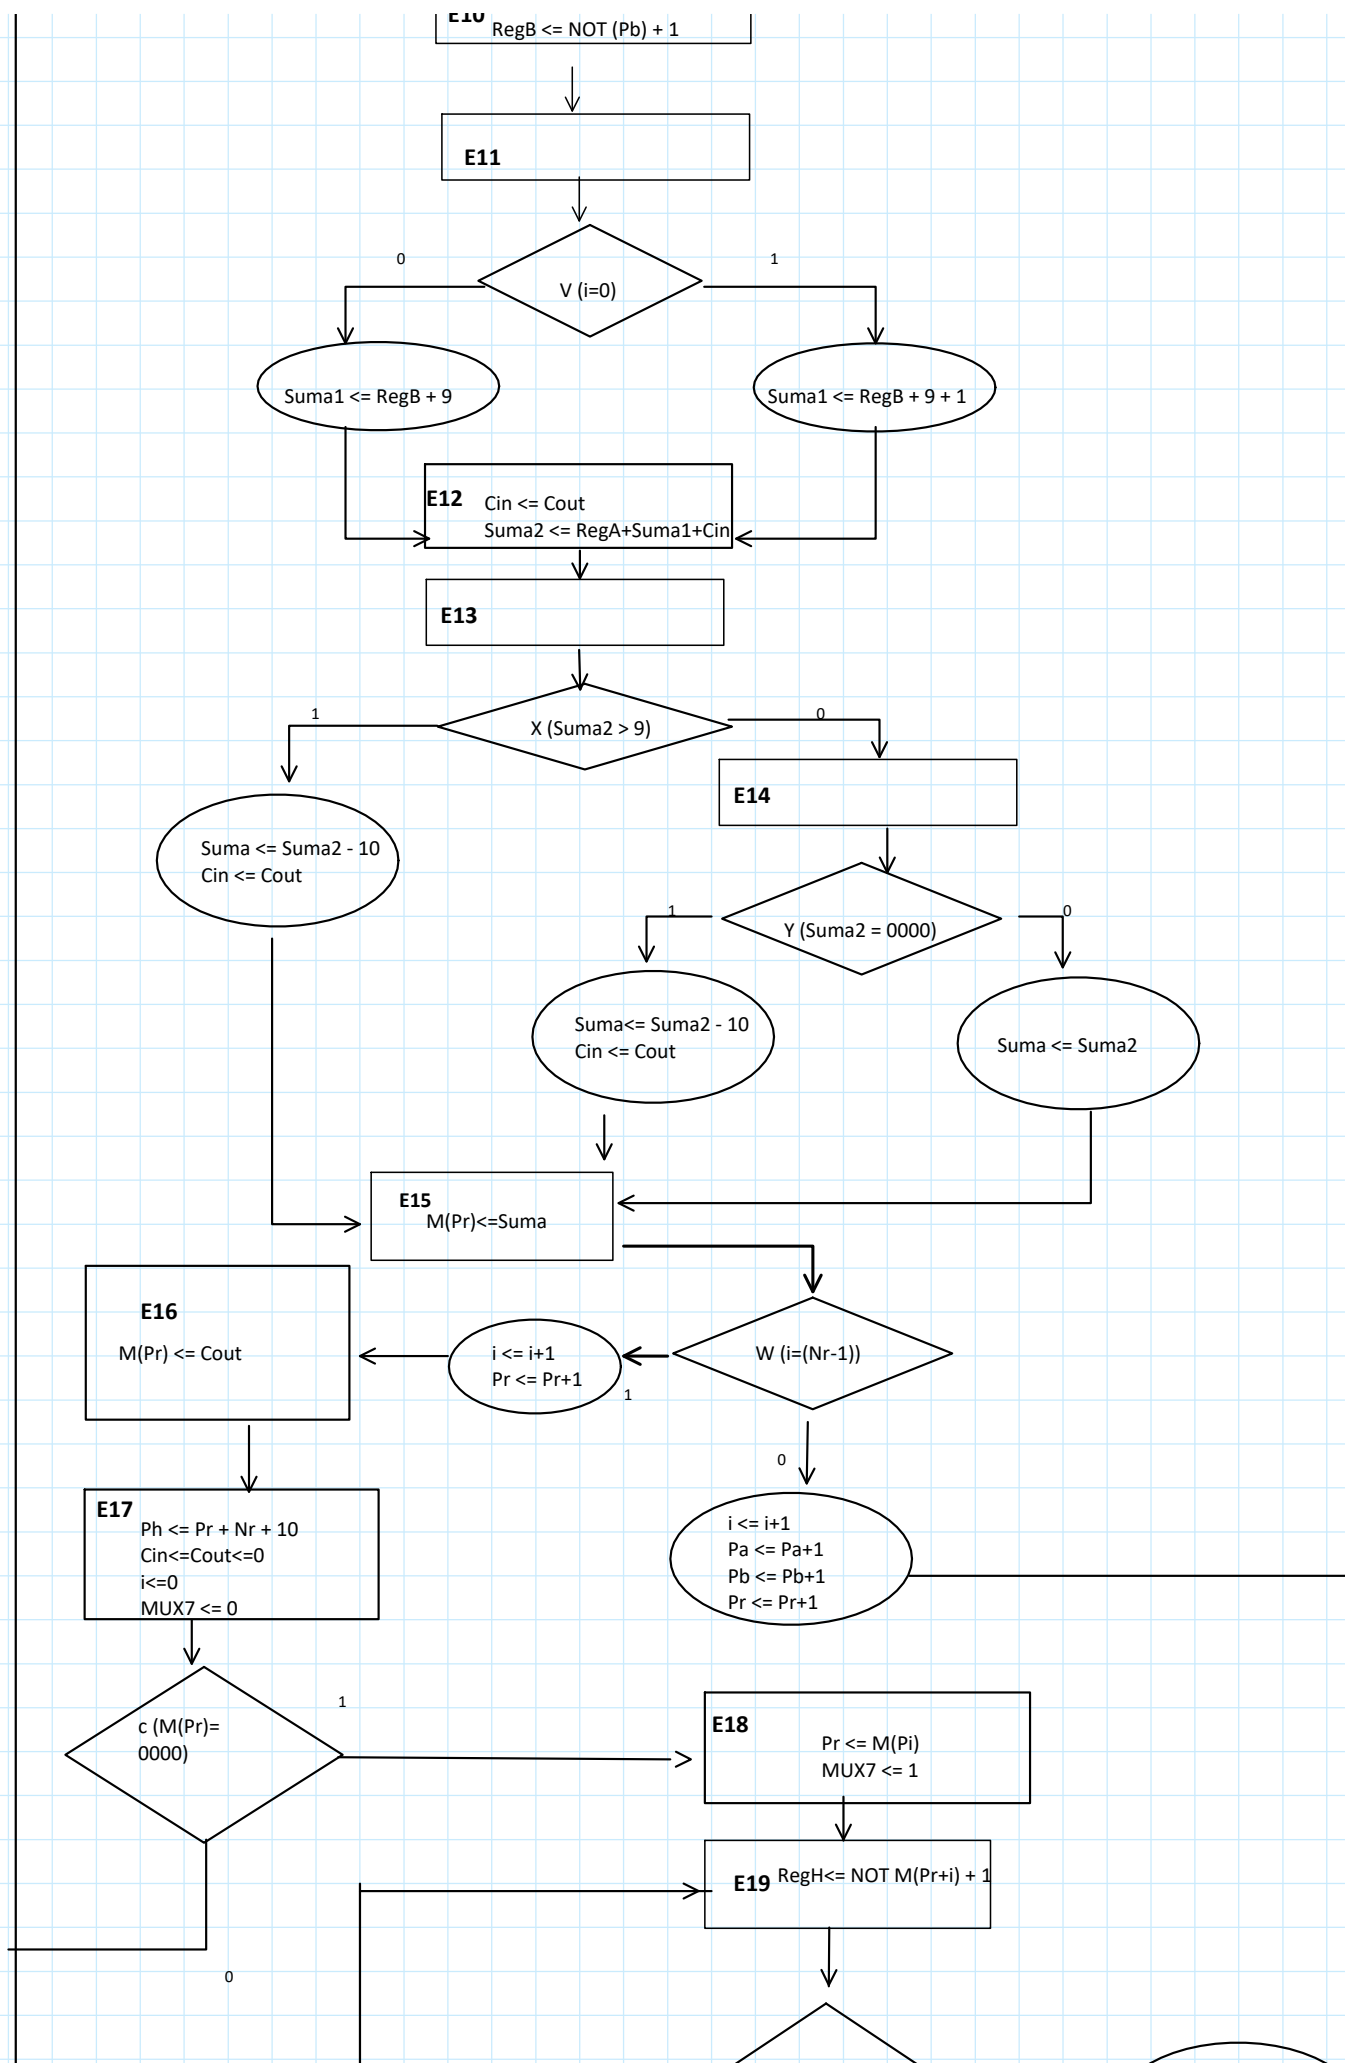 E10
RegB <= NOT (Pb) + 1
E11
0
1
V (i=0)
Suma1 <= RegB + 9
Suma1 <= RegB + 9 + 1
E12
Cin <= Cout
Suma2 <= RegA+Suma1+Cin
E13
1
X (Suma2 > 9)
0
E14
Suma <= Suma2 - 10
Cin <= Cout
1
Y (Suma2 = 0000)
0
Suma<= Suma2 - 10
Cin <= Cout
Suma <= Suma2
E15
M(Pr)<=Suma
E16
M(Pr) <= Cout
i <= i+1
Pr <= Pr+1
1
W (i=(Nr-1))
0
E17
Ph <= Pr + Nr + 10
Cin<=Cout<=0
i<=0
MUX7 <= 0
i <= i+1
Pa <= Pa+1
Pb <= Pb+1
Pr <= Pr+1
c (M(Pr)=
0000)
1
0
E18
Pr <= M(Pi)
MUX7 <= 1
E19
RegH<= NOT M(Pr+i) + 1